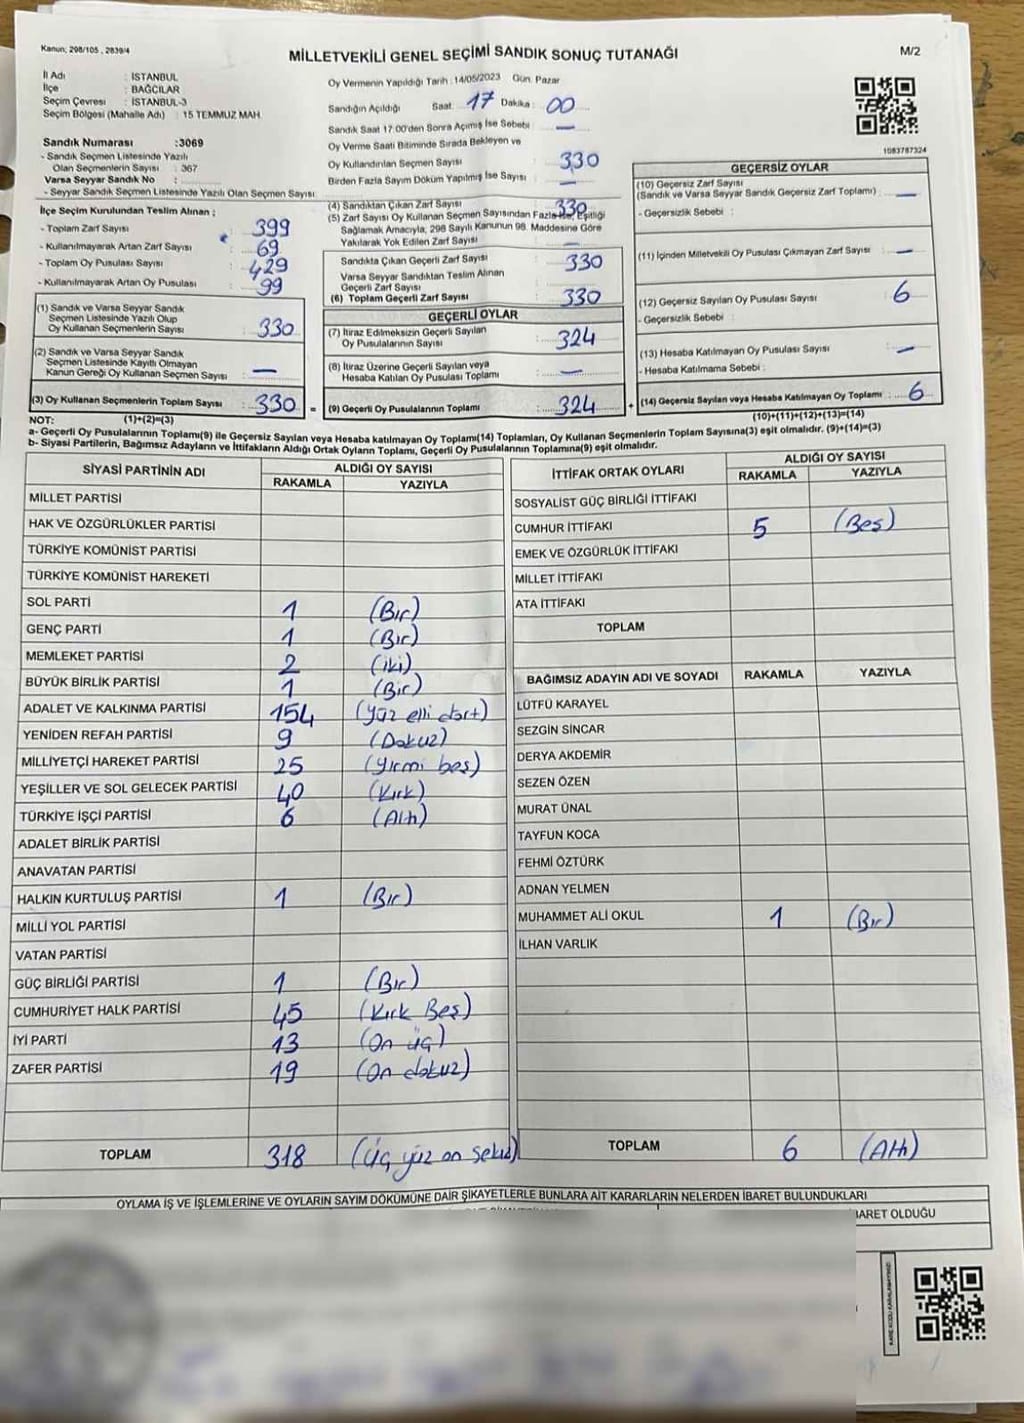 Kanun; 298/105 , 2839/4
MİLLETVEKİLİ GENEL SEÇİMİ SANDIK SONUÇ TUTANAĞI
M/2
İl Adı : İSTANBUL
İlçe : BAĞCILAR
Seçim Çevresi : İSTANBUL-3
Seçim Bölgesi (Mahalle Adı) : 15 TEMMUZ MAH.
Sandık Numarası :3069
- Sandık Seçmen Listesinde Yazılı
Olan Seçmenlerin Sayısı : 367
Varsa Seyyar Sandık No :
- Seyyar Sandık Seçmen Listesinde Yazılı Olan Seçmen Sayısı
Oy Vermenin Yapıldığı Tarih : 14/05/2023 Gün: Pazar
Sandığın Açıldığı Saat: 17 Dakika: 00
Sandık Saat 17:00'den Sonra Açımış İse Sebebi : —
Oy Verme Saati Bitiminde Sırada Bekleyen ve
Oy Kullandırılan Seçmen Sayısı : 330
Birden Fazla Sayım Döküm Yapılmış İse Sayısı : —
1083787324
İlçe Seçim Kurulundan Teslim Alınan ;
- Toplam Zarf Sayısı : 399
- Kullanılmayarak Artan Zarf Sayısı : 69
- Toplam Oy Pusulası Sayısı : 429
- Kullanılmayarak Artan Oy Pusulası : 99
(1) Sandık ve Varsa Seyyar Sandık
Seçmen Listesinde Yazılı Olup
Oy Kullanan Seçmenlerin Sayısı : 330
(2) Sandık ve Varsa Seyyar Sandık
Seçmen Listesinde Kayıtlı Olmayan
Kanun Gereği Oy Kullanan Seçmen Sayısı : —
(3) Oy Kullanan Seçmenlerin Toplam Sayısı : 330 =
(4) Sandıktan Çıkan Zarf Sayısı : 330
(5) Zarf Sayısı Oy Kullanan Seçmen Sayısından Fazla İse, Eşitliği
Sağlamak Amacıyla, 298 Sayılı Kanunun 98. Maddesine Göre
Yakılarak Yok Edilen Zarf Sayısı : —
Sandıkta Çıkan Geçerli Zarf Sayısı : 330
Varsa Seyyar Sandıktan Teslim Alınan
Geçerli Zarf Sayısı
(6) Toplam Geçerli Zarf Sayısı : 330
GEÇERLİ OYLAR
(7) İtiraz Edilmeksizin Geçerli Sayılan
Oy Pusulalarının Sayısı : 324
(8) İtiraz Üzerine Geçerli Sayılan veya
Hesaba Katılan Oy Pusulası Toplamı : —
(9) Geçerli Oy Pusulalarının Toplamı : 324 +
GEÇERSİZ OYLAR
(10) Geçersiz Zarf Sayısı
(Sandık ve Varsa Seyyar Sandık Geçersiz Zarf Toplamı) : —
- Geçersizlik Sebebi :
(11) İçinden Milletvekili Oy Pusulası Çıkmayan Zarf Sayısı : —
(12) Geçersiz Sayılan Oy Pusulası Sayısı : 6
- Geçersizlik Sebebi :
(13) Hesaba Katılmayan Oy Pusulası Sayısı : —
- Hesaba Katılmama Sebebi :
(14) Geçersiz Sayılan veya Hesaba Katılmayan Oy Toplamı : 6
NOT: (1)+(2)=(3)
(10)+(11)+(12)+(13)=(14)
a- Geçerli Oy Pusulalarının Toplamı(9) ile Geçersiz Sayılan veya Hesaba katılmayan Oy Toplamı(14) Toplamları, Oy Kullanan Seçmenlerin Toplam Sayısına(3) eşit olmalıdır. (9)+(14)=(3)
b- Siyasi Partilerin, Bağımsız Adayların ve İttifakların Aldığı Ortak Oyların Toplamı, Geçerli Oy Pusulalarının Toplamına(9) eşit olmalıdır.
SİYASİ PARTİNİN ADI
ALDIĞI OY SAYISI
RAKAMLA YAZIYLA
MİLLET PARTİSİ
HAK VE ÖZGÜRLÜKLER PARTİSİ
TÜRKİYE KOMÜNİST PARTİSİ
TÜRKİYE KOMÜNİST HAREKETİ
SOL PARTİ 1 (Bir)
GENÇ PARTİ 1 (Bir)
MEMLEKET PARTİSİ 2 (iki)
BÜYÜK BİRLİK PARTİSİ 1 (Bir)
ADALET VE KALKINMA PARTİSİ 154 (Yüz elli dört)
YENİDEN REFAH PARTİSİ 9 (Dokuz)
MİLLİYETÇİ HAREKET PARTİSİ 25 (Yirmi beş)
YEŞİLLER VE SOL GELECEK PARTİSİ 40 (Kırk)
TÜRKİYE İŞÇİ PARTİSİ 6 (Altı)
ADALET BİRLİK PARTİSİ
ANAVATAN PARTİSİ
HALKIN KURTULUŞ PARTİSİ 1 (Bir)
MİLLİ YOL PARTİSİ
VATAN PARTİSİ
GÜÇ BİRLİĞİ PARTİSİ 1 (Bir)
CUMHURİYET HALK PARTİSİ 45 (Kırk Beş)
İYİ PARTİ 13 (On üç)
ZAFER PARTİSİ 19 (On dokuz)
TOPLAM 318 (Üç yüz on sekiz)
İTTİFAK ORTAK OYLARI
ALDIĞI OY SAYISI
RAKAMLA YAZIYLA
SOSYALİST GÜÇ BİRLİĞİ İTTİFAKI
CUMHUR İTTİFAKI 5 (Beş)
EMEK VE ÖZGÜRLÜK İTTİFAKI
MİLLET İTTİFAKI
ATA İTTİFAKI
TOPLAM
BAĞIMSIZ ADAYIN ADI VE SOYADI RAKAMLA YAZIYLA
LÜTFÜ KARAYEL
SEZGİN SİNCAR
DERYA AKDEMİR
SEZEN ÖZEN
MURAT ÜNAL
TAYFUN KOCA
FEHMİ ÖZTÜRK
ADNAN YELMEN
MUHAMMET ALİ OKUL 1 (Bir)
İLHAN VARLIK
TOPLAM 6 (Altı)
OYLAMA İŞ VE İŞLEMLERİNE VE OYLARIN SAYIM DÖKÜMÜNE DAİR ŞİKAYETLERLE BUNLARA AİT KARARLARIN NELERDEN İBARET BULUNDUKLARI
BARET OLDUĞU